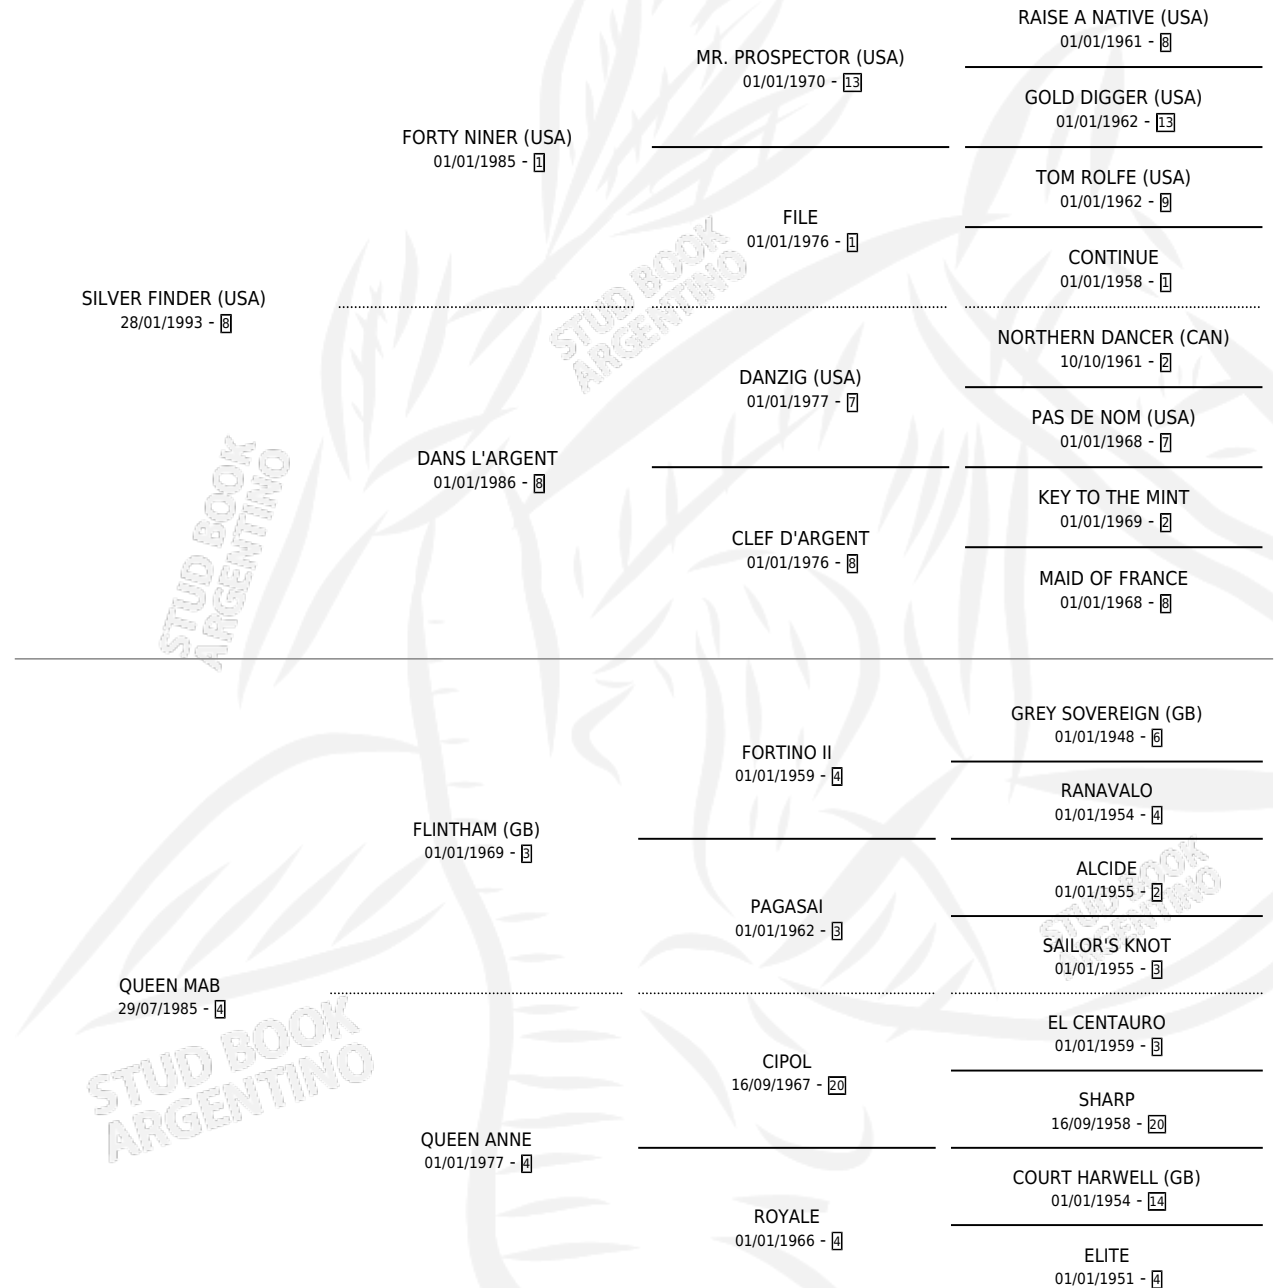 RAISE A NATIVE (USA)
01/01/1961 - 8
MR. PROSPECTOR (USA)
01/01/1970 - 13
GOLD DIGGER (USA)
01/01/1962 - 13
FORTY NINER (USA)
01/01/1985 - 1
TOM ROLFE (USA)
01/01/1962 - 9
FILE
01/01/1976 - 1
CONTINUE
01/01/1958 - 1
SILVER FINDER (USA)
28/01/1993 - 8
STUD BOOK
ARGENTINO
NORTHERN DANCER (CAN)
10/10/1961 - 2
DANZIG (USA)
01/01/1977 - 7
PAS DE NOM (USA)
01/01/1968 - 7
DANS L'ARGENT
01/01/1986 - 8
KEY TO THE MINT
01/01/1969 - 2
CLEF D'ARGENT
01/01/1976 - 8
MAID OF FRANCE
01/01/1968 - 8
STUD BOOK
ARGENTINO
GREY SOVEREIGN (GB)
01/01/1948 - 6
FORTINO II
01/01/1959 - 4
RANAVALO
01/01/1954 - 4
FLINTHAM (GB)
01/01/1969 - 3
ALCIDE
01/01/1955 - 2
PAGASAI
01/01/1962 - 3
SAILOR'S KNOT
01/01/1955 - 3
STUD BOOK
ARGENTINO
QUEEN MAB
29/07/1985 - 4
EL CENTAURO
01/01/1959 - 3
CIPOL
16/09/1967 - 20
SHARP
16/09/1958 - 20
STUD BOOK
ARGENTINO
QUEEN ANNE
01/01/1977 - 4
COURT HARWELL (GB)
01/01/1954 - 14
ROYALE
01/01/1966 - 4
ELITE
01/01/1951 - 4